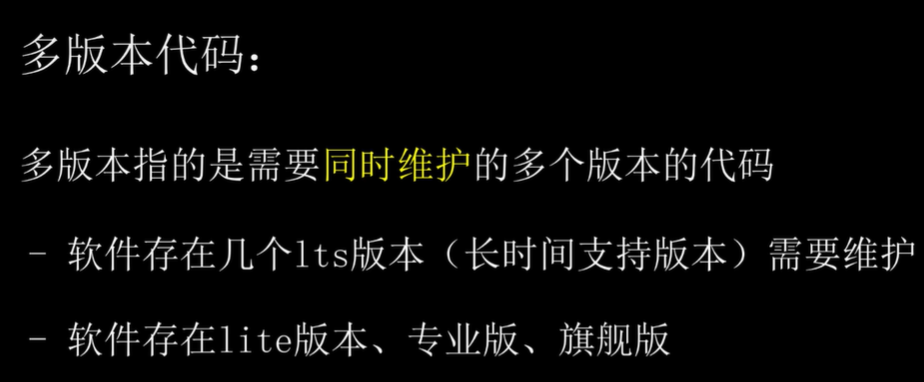 多版本代码：
多版本指的是需要同时维护的多个版本的代码
- 软件存在几个lts版本（长时间支持版本）需要维护
- 软件存在lite版本、专业版、旗舰版